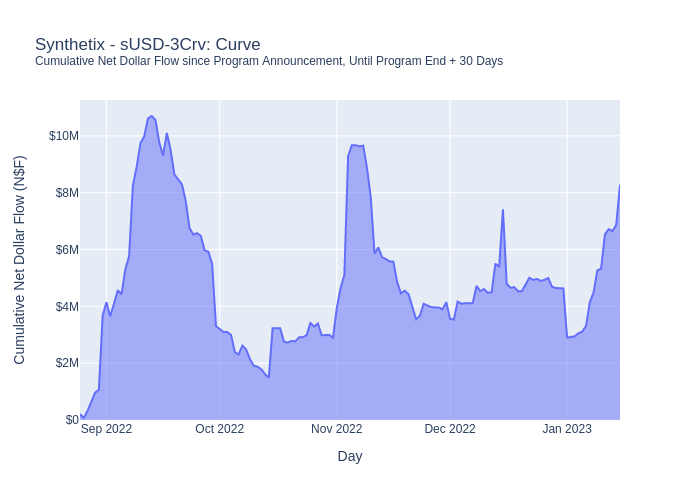 Synthetix - sUSD-3Crv: Curve
Cumulative Net Dollar Flow since Program Announcement, Until Program End + 30 Days
Cumulative Net Dollar Flow (N$F)
$10M
$8M
$6M
$4M
$2M
$0
Sep 2022 Oct 2022 Nov 2022 Dec 2022 Jan 2023
Day